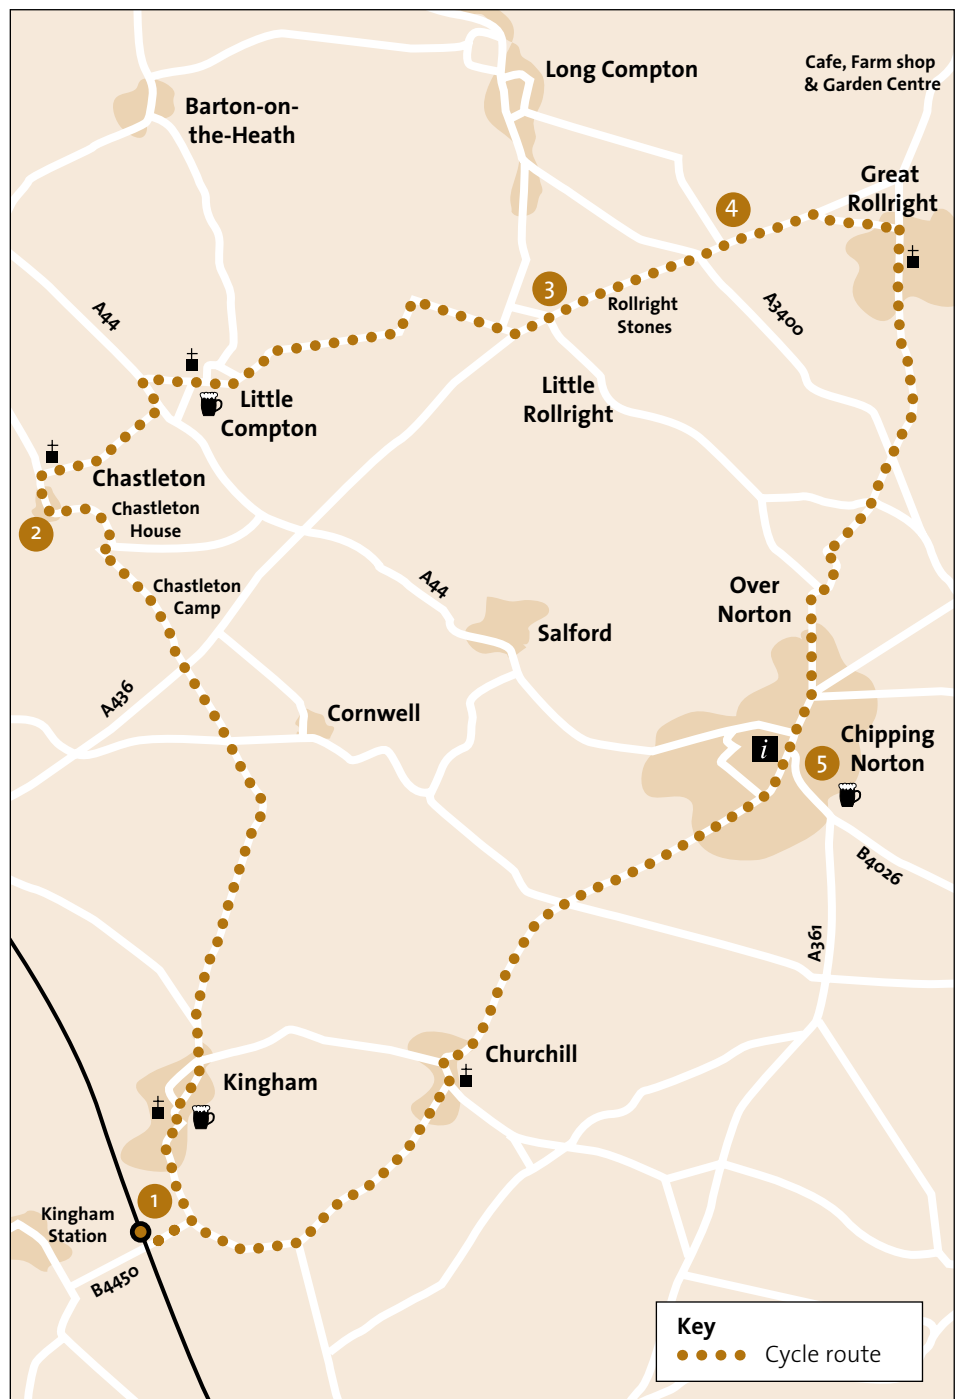 Long Compton
Cafe, Farm shop
& Garden Centre
Barton-on-
the-Heath
Great
Rollright
4
3
Rollright
Stones
A3400
A44
Little
Compton
Little
Rollright
Chastleton
Chastleton
House
2
Chastleton
Camp
A44
Over
Norton
Salford
A436
Cornwell
Chipping
Norton
i
5
B4026
A361
Churchill
Kingham
1
Kingham
Station
B4450
Key
Cycle route